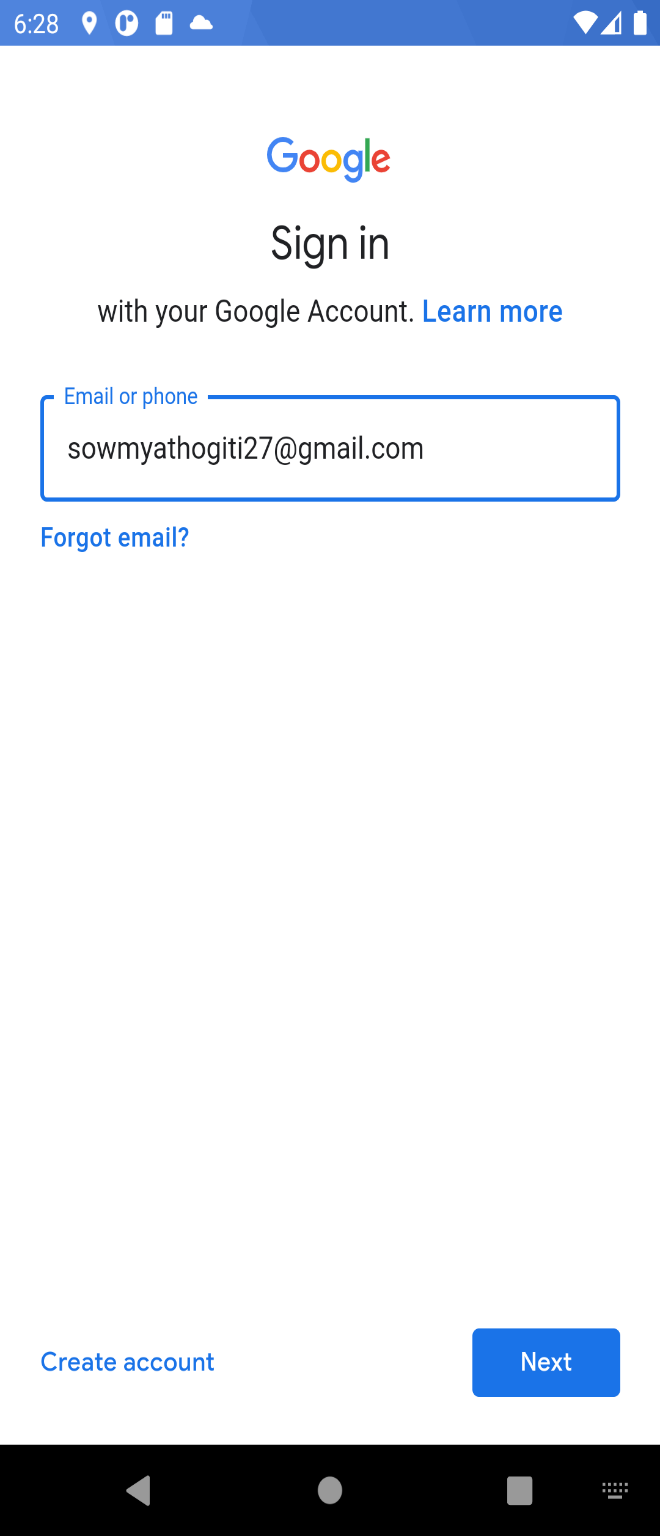 6:28
Google
Sign in
with your Google Account. Learn more
Email or phone
sowmyathogiti27@gmail.com
Forgot email?
Create account
Next